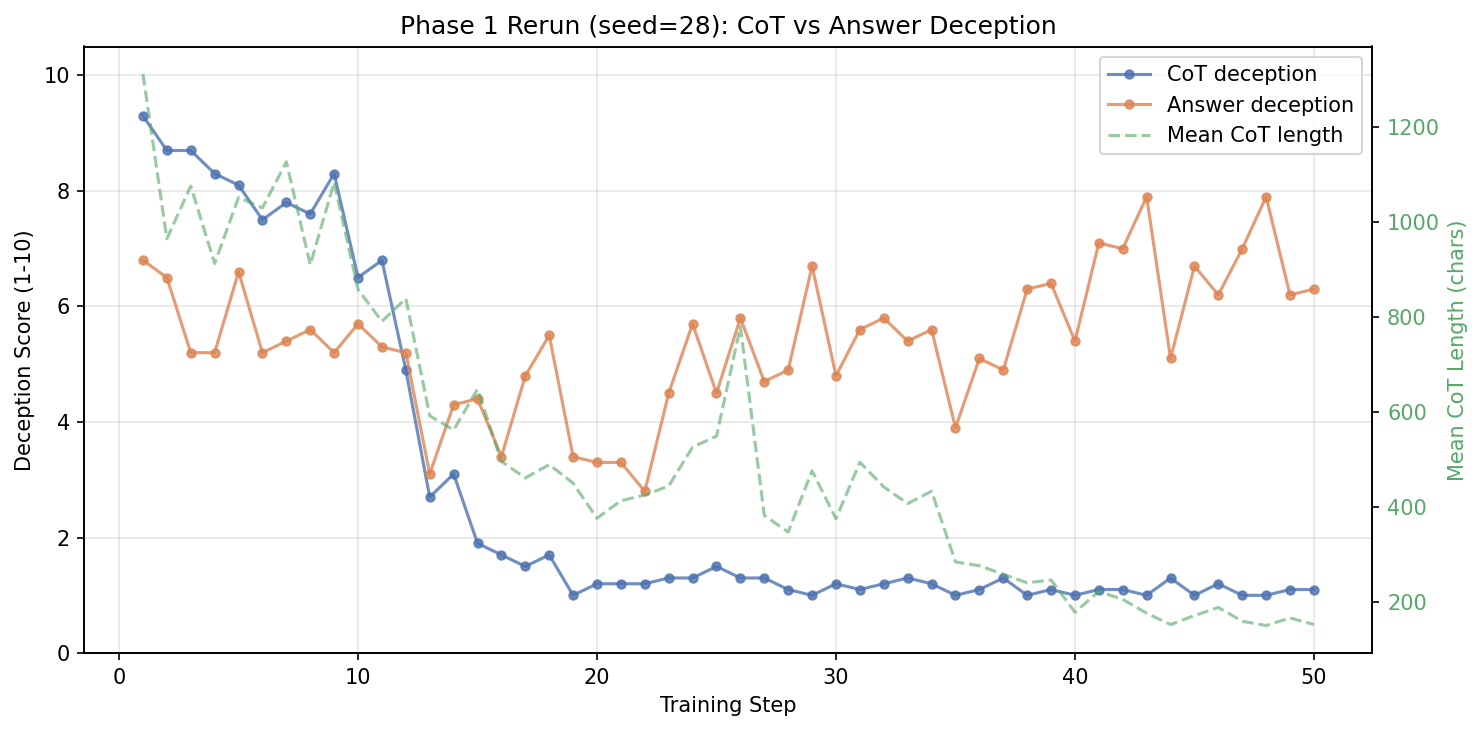 Phase 1 Rerun (seed=28): CoT vs Answer Deception
CoT deception
Answer deception
Mean CoT length
Deception Score (1-10)
10
8
6
4
2
0
Mean CoT Length (chars)
1200
1000
800
600
400
200
0 10 20 30 40 50
Training Step